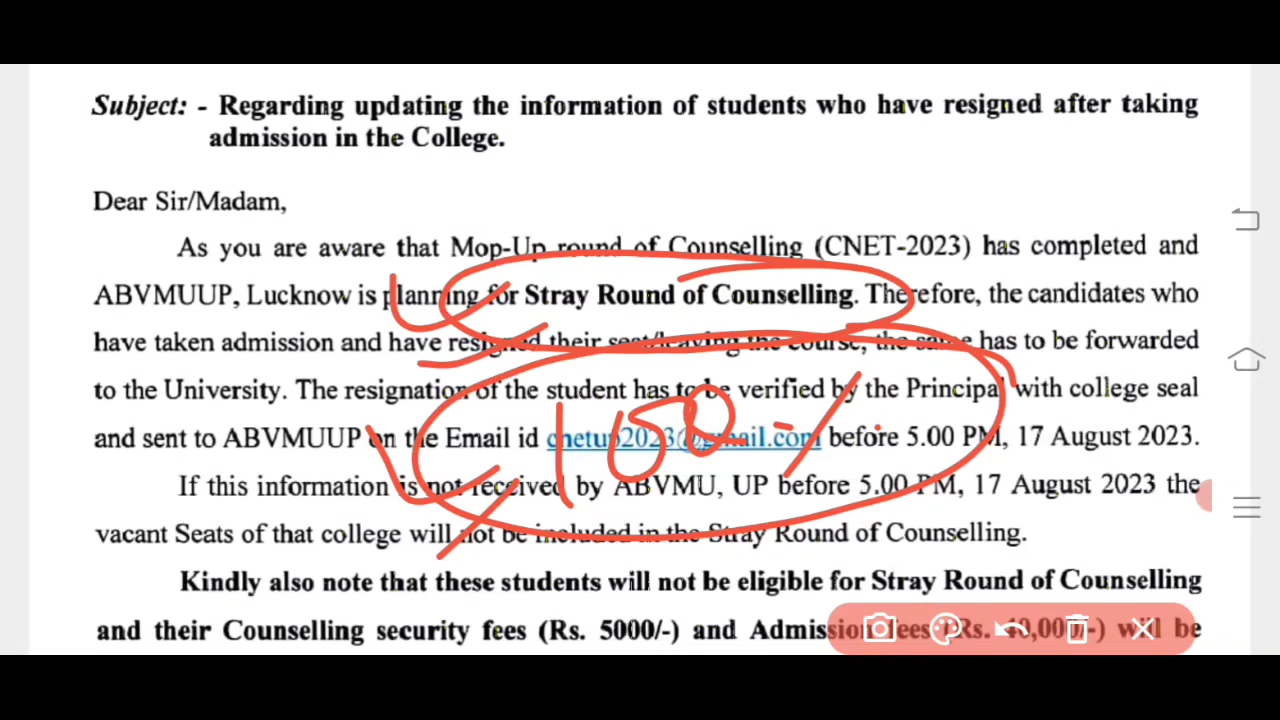 Subject: - Regarding updating the information of students who have resigned after taking
admission in the College.
Dear Sir/Madam,
As you are aware that Mop-Up round of Counselling (CNET-2023) has completed and
ABVMUUP, Lucknow is planning for Stray Round of Counselling. Therefore, the candidates who
have taken admission and have resigned their seat/leaving the course, the same has to be forwarded
to the University. The resignation of the student has to be verified by the Principal with college seal
100%
and sent to ABVMUUP on the Email id cnetup2023@gmail.com before 5.00 PM, 17 August 2023.
If this information is not received by ABVMU, UP before 5.00 PM, 17 August 2023 the
vacant Seats of that college will not be included in the Stray Round of Counselling.
Kindly also note that these students will not be eligible for Stray Round of Counselling
and their Counselling security fees (Rs. 5000/-) and Admission fees (Rs. 40,000/-) will be